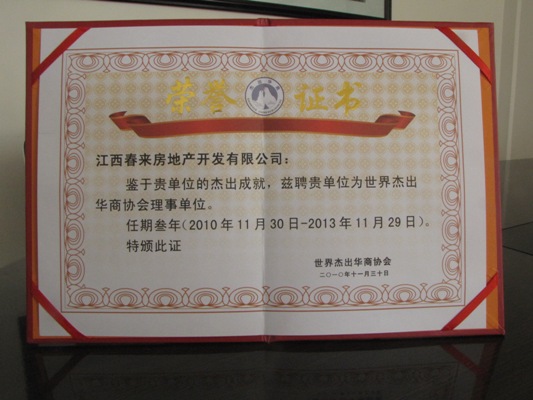 荣誉证书
江西春来房地产开发有限公司：
鉴于贵单位的杰出成就，兹聘贵单位为世界杰出
华商协会理事单位。
任期叁年（2010年11月30日-2013年11月29日）。
特颁此证
世界杰出华商协会
二〇一〇年十一月三十日